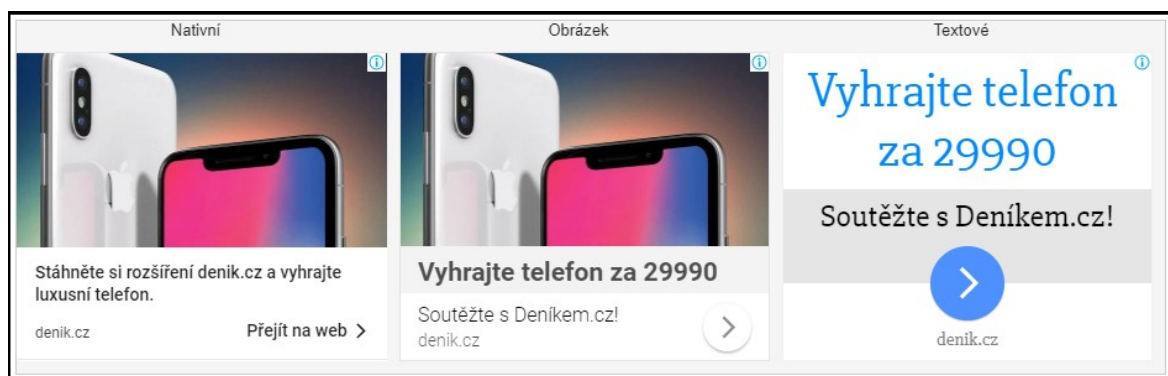 Nativní
Obrázek
Textové
Stáhněte si rozšíření denik.cz a vyhrajte
luxusní telefon.
denik.cz
Přejít na web
Vyhrajte telefon za 29990
Soutěžte s Deníkem.cz!
denik.cz
Vyhrajte telefon
za 29990
Soutěžte s Deníkem.cz!
denik.cz